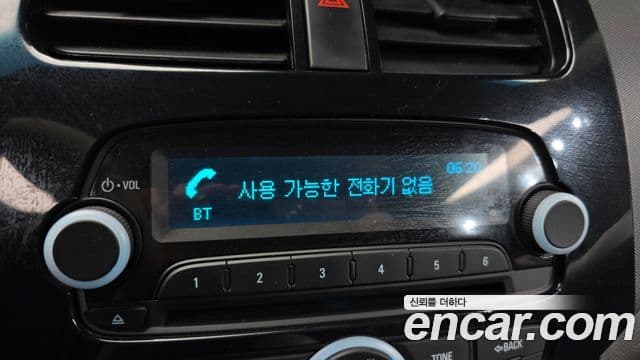 06:20
VOL
사용 가능한 전화기 없음
BT
1 2 3 4 5 6
신뢰를 더하다
encar.com
BACK
TONE